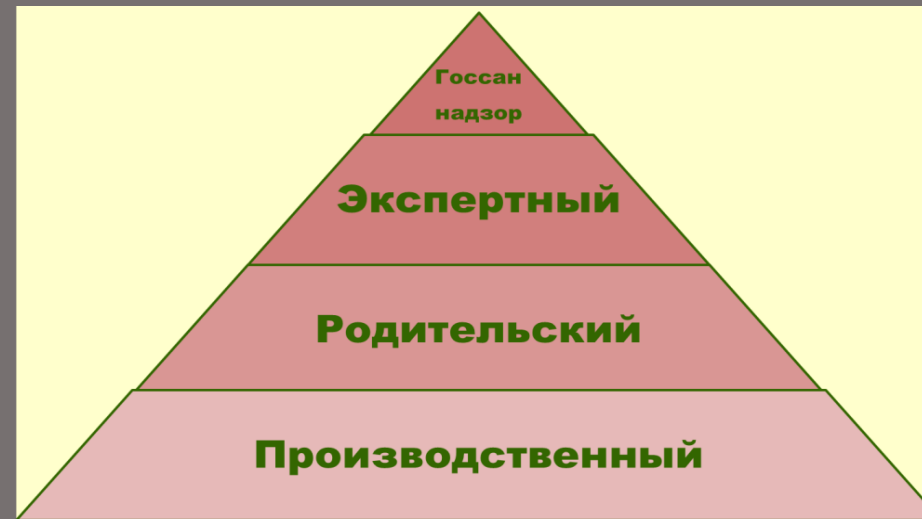 Госсан
надзор
Экспертный
Родительский
Производственный